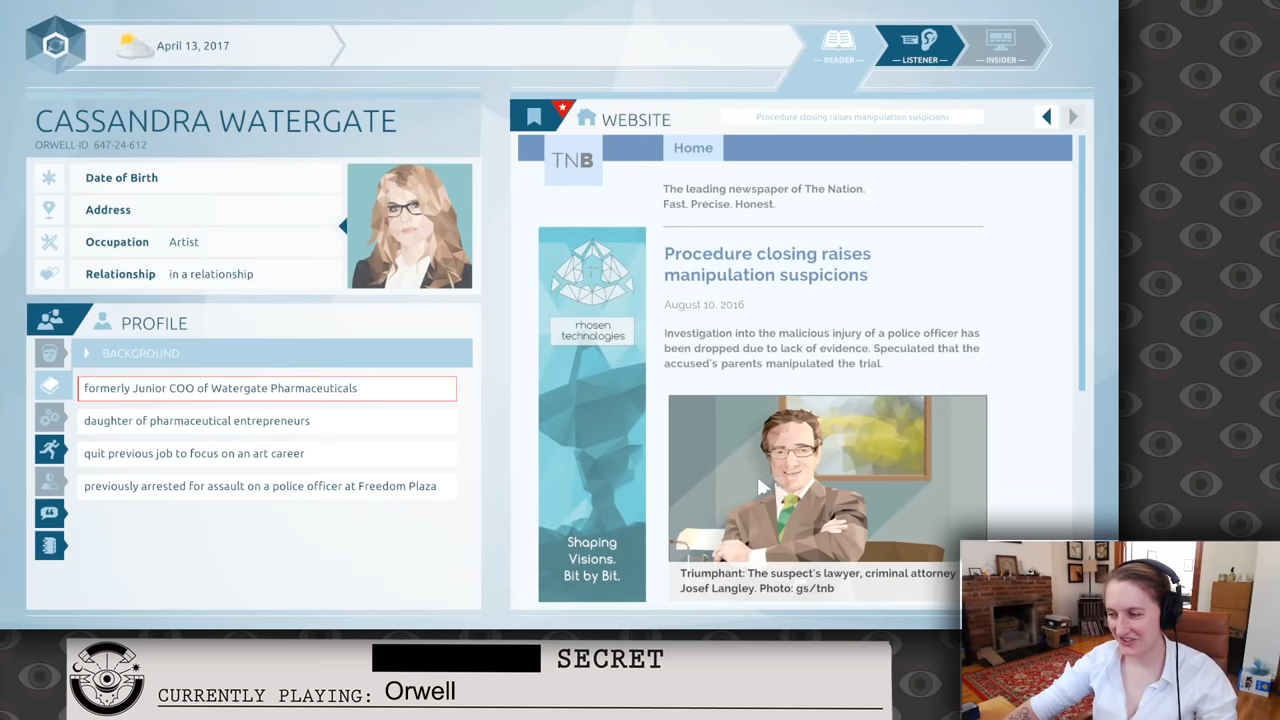 April 13, 2017
READER
LISTENER
INSIDER
CASSANDRA WATERGATE
ORWELL-ID 647-24-612
Date of Birth
Address
Occupation Artist
Relationship in a relationship
PROFILE
BACKGROUND
formerly Junior COO of Watergate Pharmaceuticals
daughter of pharmaceutical entrepreneurs
quit previous job to focus on an art career
previously arrested for assault on a police officer at Freedom Plaza
WEBSITE
Procedure closing raises manipulation suspicions
TNB
Home
The leading newspaper of The Nation.
Fast. Precise. Honest.
rhosen
technologies
Shaping
Visions.
Bit by Bit.
Procedure closing raises
manipulation suspicions
August 10, 2016
Investigation into the malicious injury of a police officer has
been dropped due to lack of evidence. Speculated that the
accused's parents manipulated the trial.
Triumphant: The suspect's lawyer, criminal attorney
Josef Langley. Photo: gs/tnb
SECRET
CURRENTLY PLAYING: Orwell